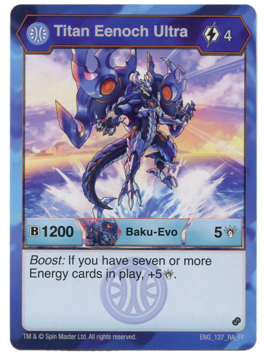 Titan Eenoch Ultra 4
B 1200 Baku-Evo 5
Boost: If you have seven or more
Energy cards in play, +5
TM & © Spin Master Ltd. All rights reserved. ENG_127_RA_